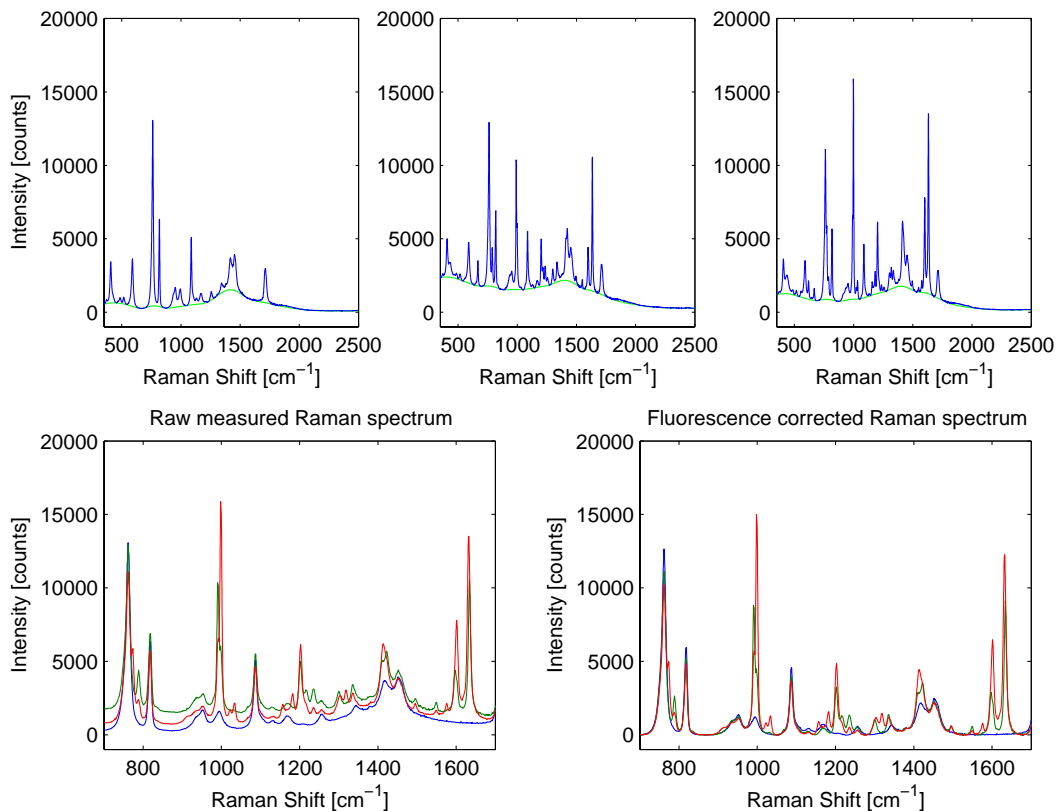 20000
15000
10000
5000
0
Intensity [counts]
500 1000 1500 2000 2500
Raman Shift [cm⁻¹]
20000
15000
10000
5000
0
500 1000 1500 2000 2500
Raman Shift [cm⁻¹]
20000
15000
10000
5000
0
500 1000 1500 2000 2500
Raman Shift [cm⁻¹]
Raw measured Raman spectrum
20000
15000
10000
5000
0
Intensity [counts]
800 1000 1200 1400 1600
Raman Shift [cm⁻¹]
Fluorescence corrected Raman spectrum
20000
15000
10000
5000
0
Intensity [counts]
800 1000 1200 1400 1600
Raman Shift [cm⁻¹]